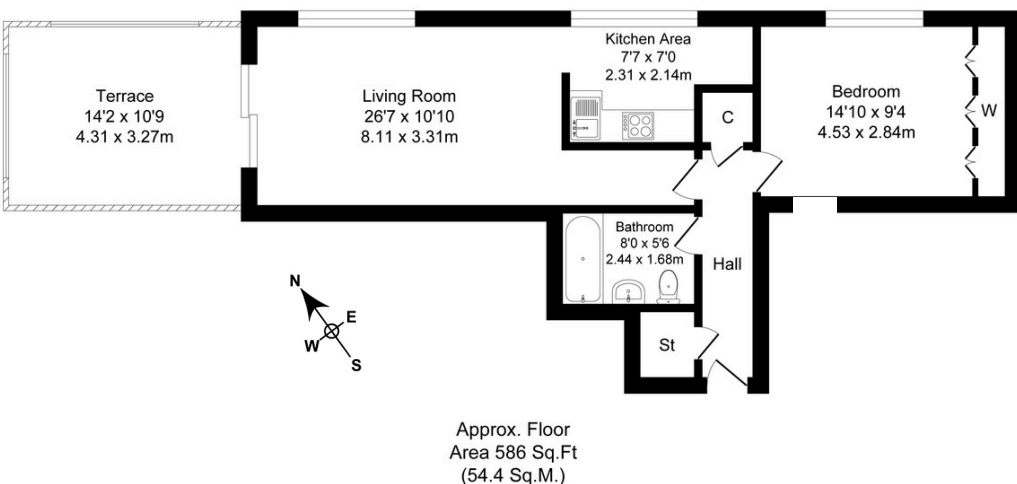 Terrace
14'2 x 10'9
4.31 x 3.27m
Living Room
26'7 x 10'10
8.11 x 3.31m
Kitchen Area
7'7 x 7'0
2.31 x 2.14m
C
Bedroom
14'10 x 9'4
4.53 x 2.84m
W
Bathroom
8'0 x 5'6
2.44 x 1.68m
Hall
St
N
E
W
S
Approx. Floor
Area 586 Sq.Ft
(54.4 Sq.M.)